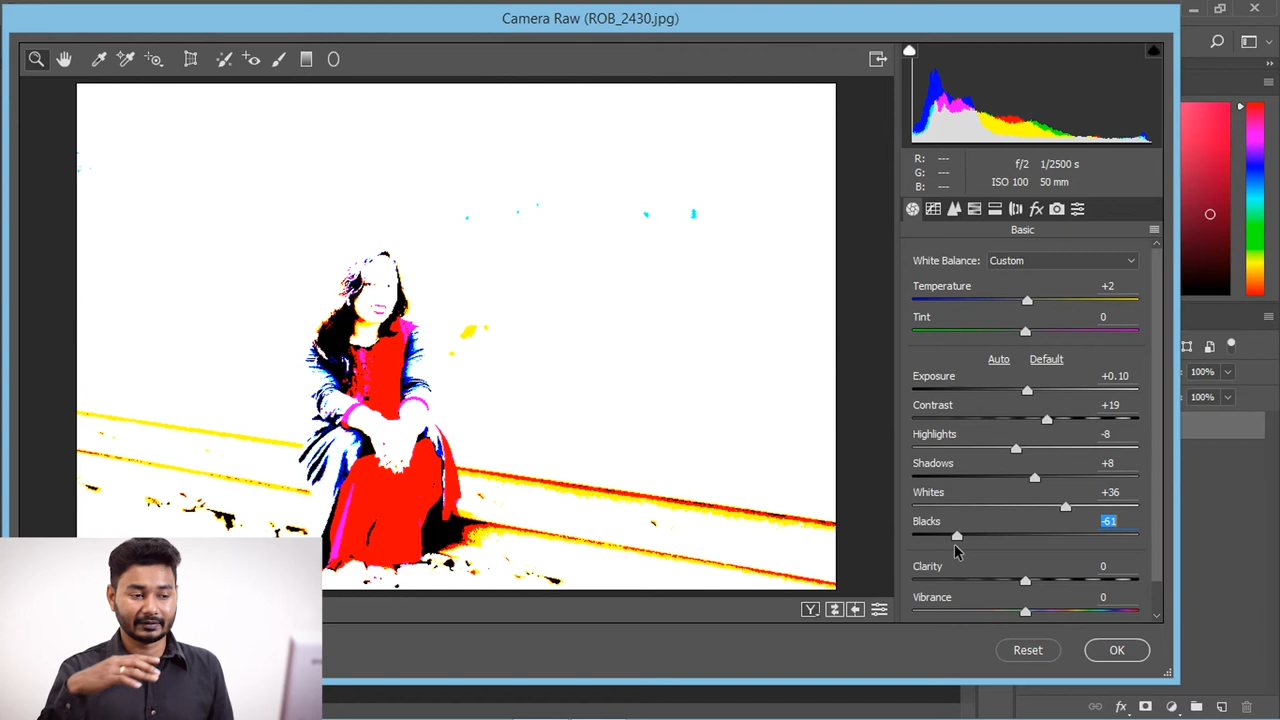 Camera Raw (ROB_2430.jpg)
R: ---
G: ---
B: ---
f/2 1/2500 s
ISO 100 50 mm
fx
Basic
White Balance: Custom
Temperature +2
Tint 0
Auto Default
Exposure +0.10
Contrast +19
Highlights -8
Shadows +8
Whites +36
Blacks -61
Clarity 0
Vibrance 0
Y
Reset OK
100%
100%
fx